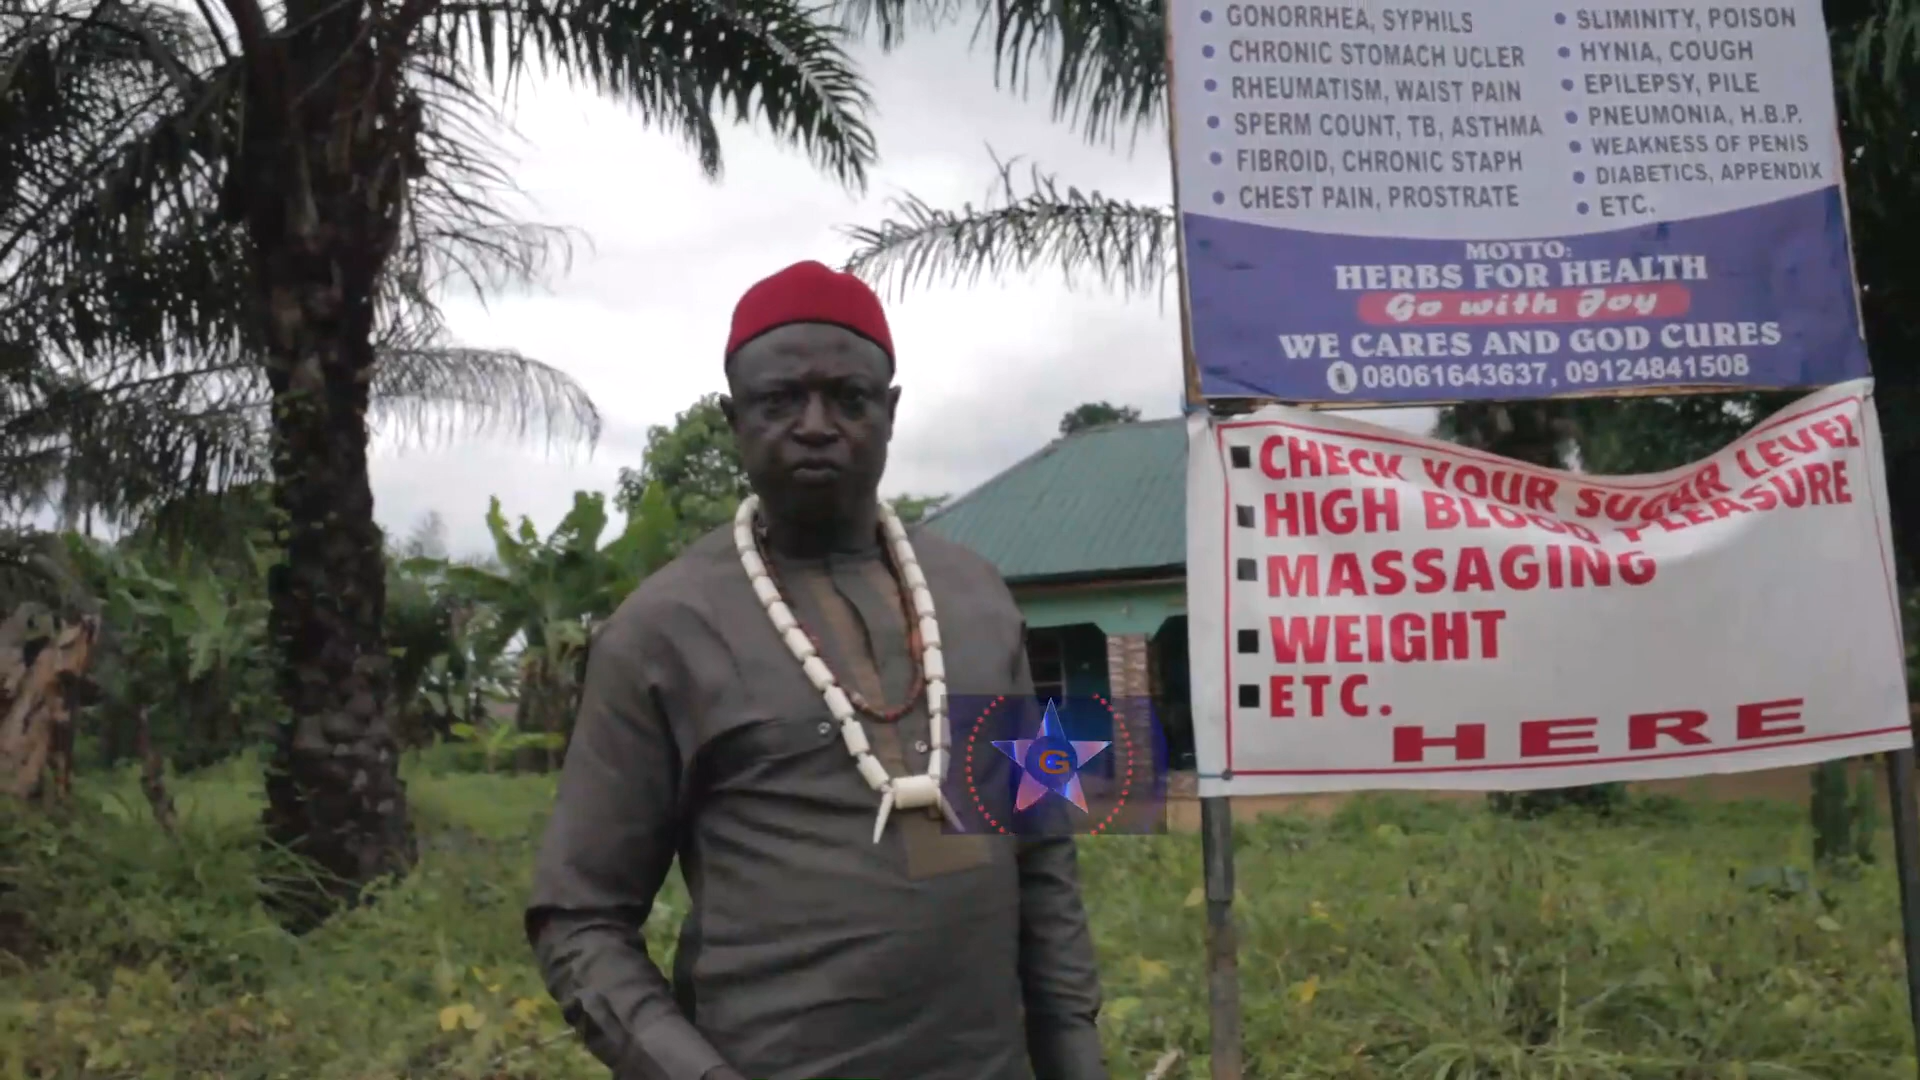 • GONORRHEA, SYPHILS
• CHRONIC STOMACH UCLER
• RHEUMATISM, WAIST PAIN
• SPERM COUNT, TB, ASTHMA
• FIBROID, CHRONIC STAPH
• CHEST PAIN, PROSTRATE
• SLIMINITY, POISON
• HYNIA, COUGH
• EPILEPSY, PILE
• PNEUMONIA, H.B.P.
• WEAKNESS OF PENIS
• DIABETICS, APPENDIX
• ETC.
MOTTO:
HERBS FOR HEALTH
Go with Joy
WE CARES AND GOD CURES
08061643637, 09124841508
CHECK YOUR SUGAR LEVEL
HIGH BLOOD PLEASURE
MASSAGING
WEIGHT
ETC.
HERE
G